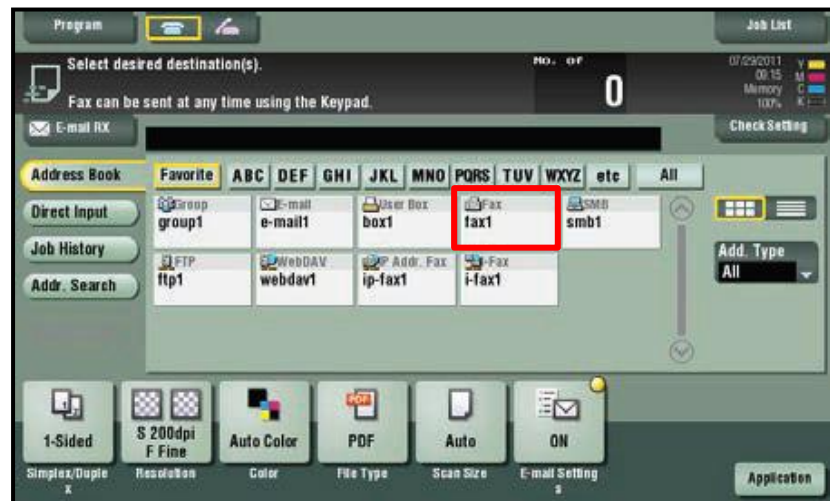 Program
Job List
Select desired destination(s).
No. of
0
07/29/2011
09:15
Memory
100%
Y
M
C
K
Fax can be sent at any time using the Keypad.
E-mail RX
Check Setting
Address Book
Favorite ABC DEF GHI JKL MNO PQRS TUV WXYZ etc All
Direct Input
Job History
Addr. Search
Group
group1
E-mail
e-mail1
User Box
box1
Fax
fax1
SMB
smb1
FTP
ftp1
WebDAV
webdav1
IP Addr. Fax
ip-fax1
I-Fax
i-fax1
Add. Type
All
1-Sided
Simplex/Duple
x
S 200dpi
F Fine
Resolution
Auto Color
Color
PDF
PDF
File Type
Auto
Scan Size
ON
E-mail Setting
s
Application